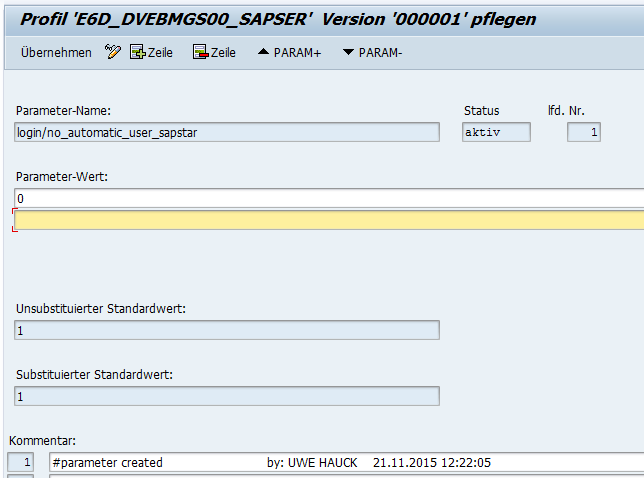 Profil 'E6D_DVEBMGS00_SAPSER' Version '000001' pflegen
Übernehmen Zeile Zeile PARAM+ PARAM-
Parameter-Name: Status lfd. Nr.
login/no_automatic_user_sapstar aktiv 1
Parameter-Wert:
0
Unsubstituierter Standardwert:
1
Substituierter Standardwert:
1
Kommentar:
1 #parameter created by: UWE HAUCK 21.11.2015 12:22:05